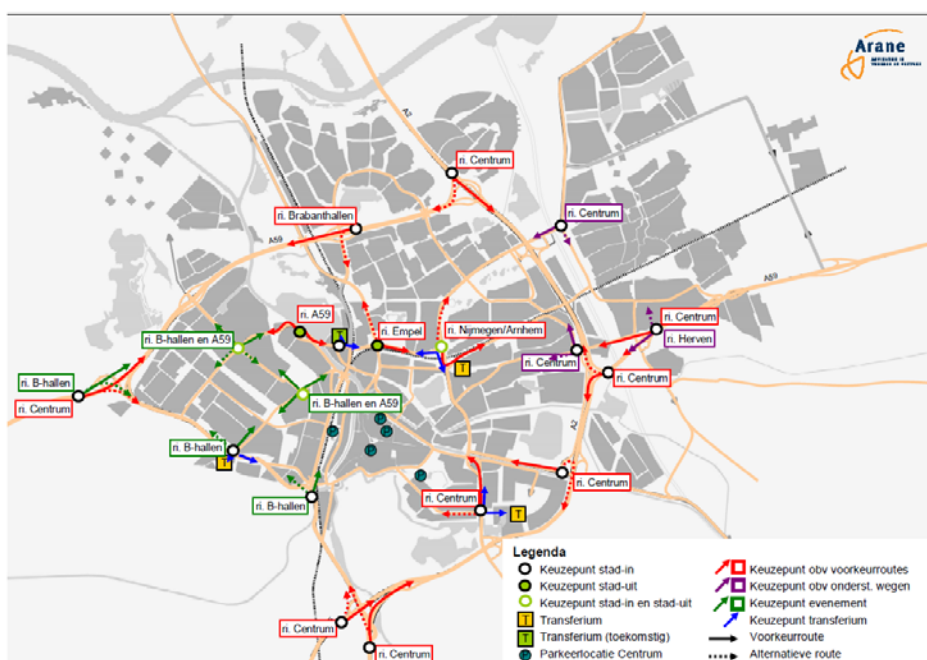 Arane
A2
ri. Centrum
ri. Brabanthallen
ri. Centrum
A59
A59
ri. A59
ri. Centrum
T
ri. Empel
ri. Nijmegen/Arnhem
ri. Herven
ri. B-hallen en A59
ri. Centrum
T
ri. Centrum
ri. B-hallen
ri. Centrum
ri. B-hallen en A59
P
P
P
P
A2
ri. B-hallen
T
P
ri. Centrum
ri. B-hallen
ri. Centrum
T
ri. Centrum
ri. Centrum
Legenda
Keuzepunt stad-in
Keuzepunt stad-uit
Keuzepunt stad-in en stad-uit
T Transferium
T Transferium (toekomstig)
P Parkeerlocatie Centrum
Keuzepunt obv voorkeurroutes
Keuzepunt obv onderst. wegen
Keuzepunt evenement
Keuzepunt transferium
Voorkeurroute
Alternatieve route